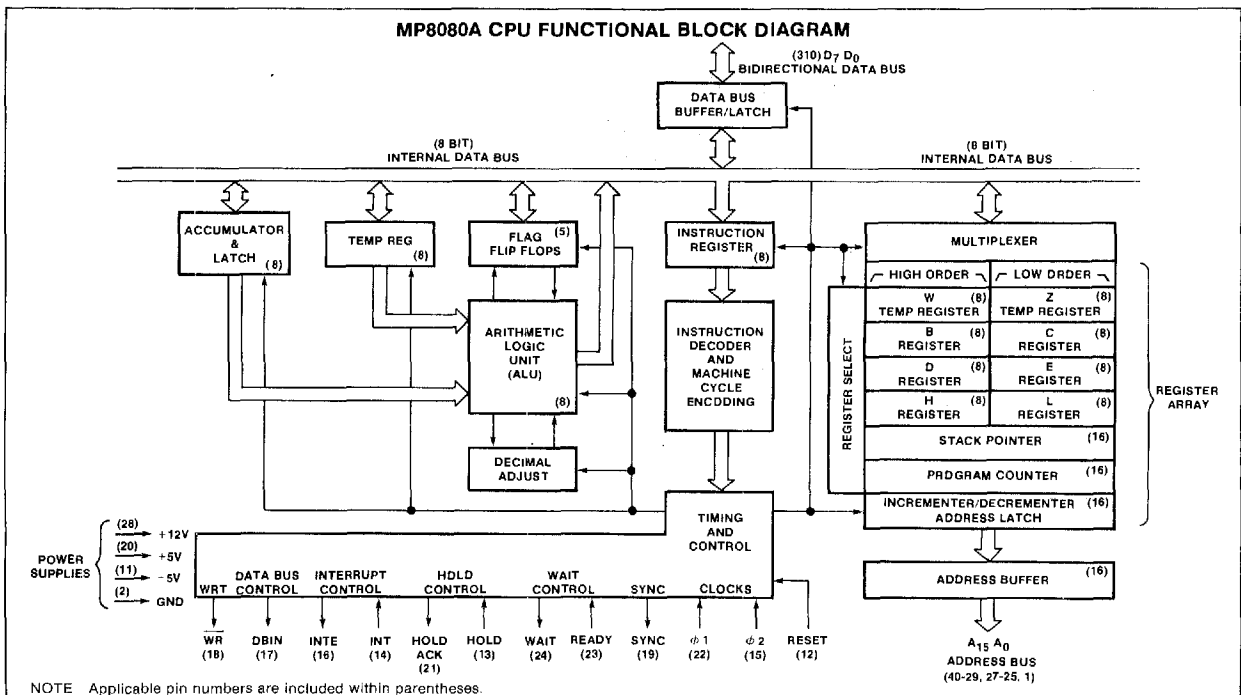 MP8080A CPU FUNCTIONAL BLOCK DIAGRAM
(310) D7 D0
BIDIRECTIONAL DATA BUS
DATA BUS
BUFFER/LATCH
(8 BIT)
INTERNAL DATA BUS
(8 BIT)
INTERNAL DATA BUS
ACCUMULATOR
&
LATCH (8)
TEMP REG
(8)
(5)
FLAG
FLIP FLOPS
INSTRUCTION
REGISTER
(8)
MULTIPLEXER
HIGH ORDER
LOW DRDER
W (8)
TEMP REGISTER
Z (8)
TEMP REGISTER
B (8)
REGISTER
C (8)
REGISTER
D (8)
REGISTER
E (8)
REGISTER
H (8)
REGISTER
L (8)
REGISTER
STACK POINTER (16)
PRDGRAM COUNTER (16)
INCREMENTER/DECREMENTER (16)
ADDRESS LATCH
REGISTER SELECT
REGISTER
ARRAY
ARITHMETIC
LOGIC
UNIT
(ALU)
(8)
INSTRUCTION
DECODER
AND
MACHINE
CYCLE
ENCDDING
DECIMAL
ADJUST
TIMING
AND
CONTROL
ADDRESS BUFFER (16)
A15 A0
ADDRESS BUS
(40-29, 27-25, 1)
POWER
SUPPLIES
(28) +12V
(20) +5V
(11) −5V
(2) GND
WRT
DATA BUS
CONTROL
INTERRUPT
CONTROL
HDLD
CONTROL
WAIT
CONTROL
SYNC
CLOCKS
W̅R̅
(18)
DBIN
(17)
INTE
(16)
INT
(14)
HOLD
ACK
(21)
HOLD
(13)
WAIT
(24)
READY
(23)
SYNC
(19)
ϕ 1
(22)
ϕ 2
(15)
RESET
(12)
NOTE Applicable pin numbers are included within parentheses.